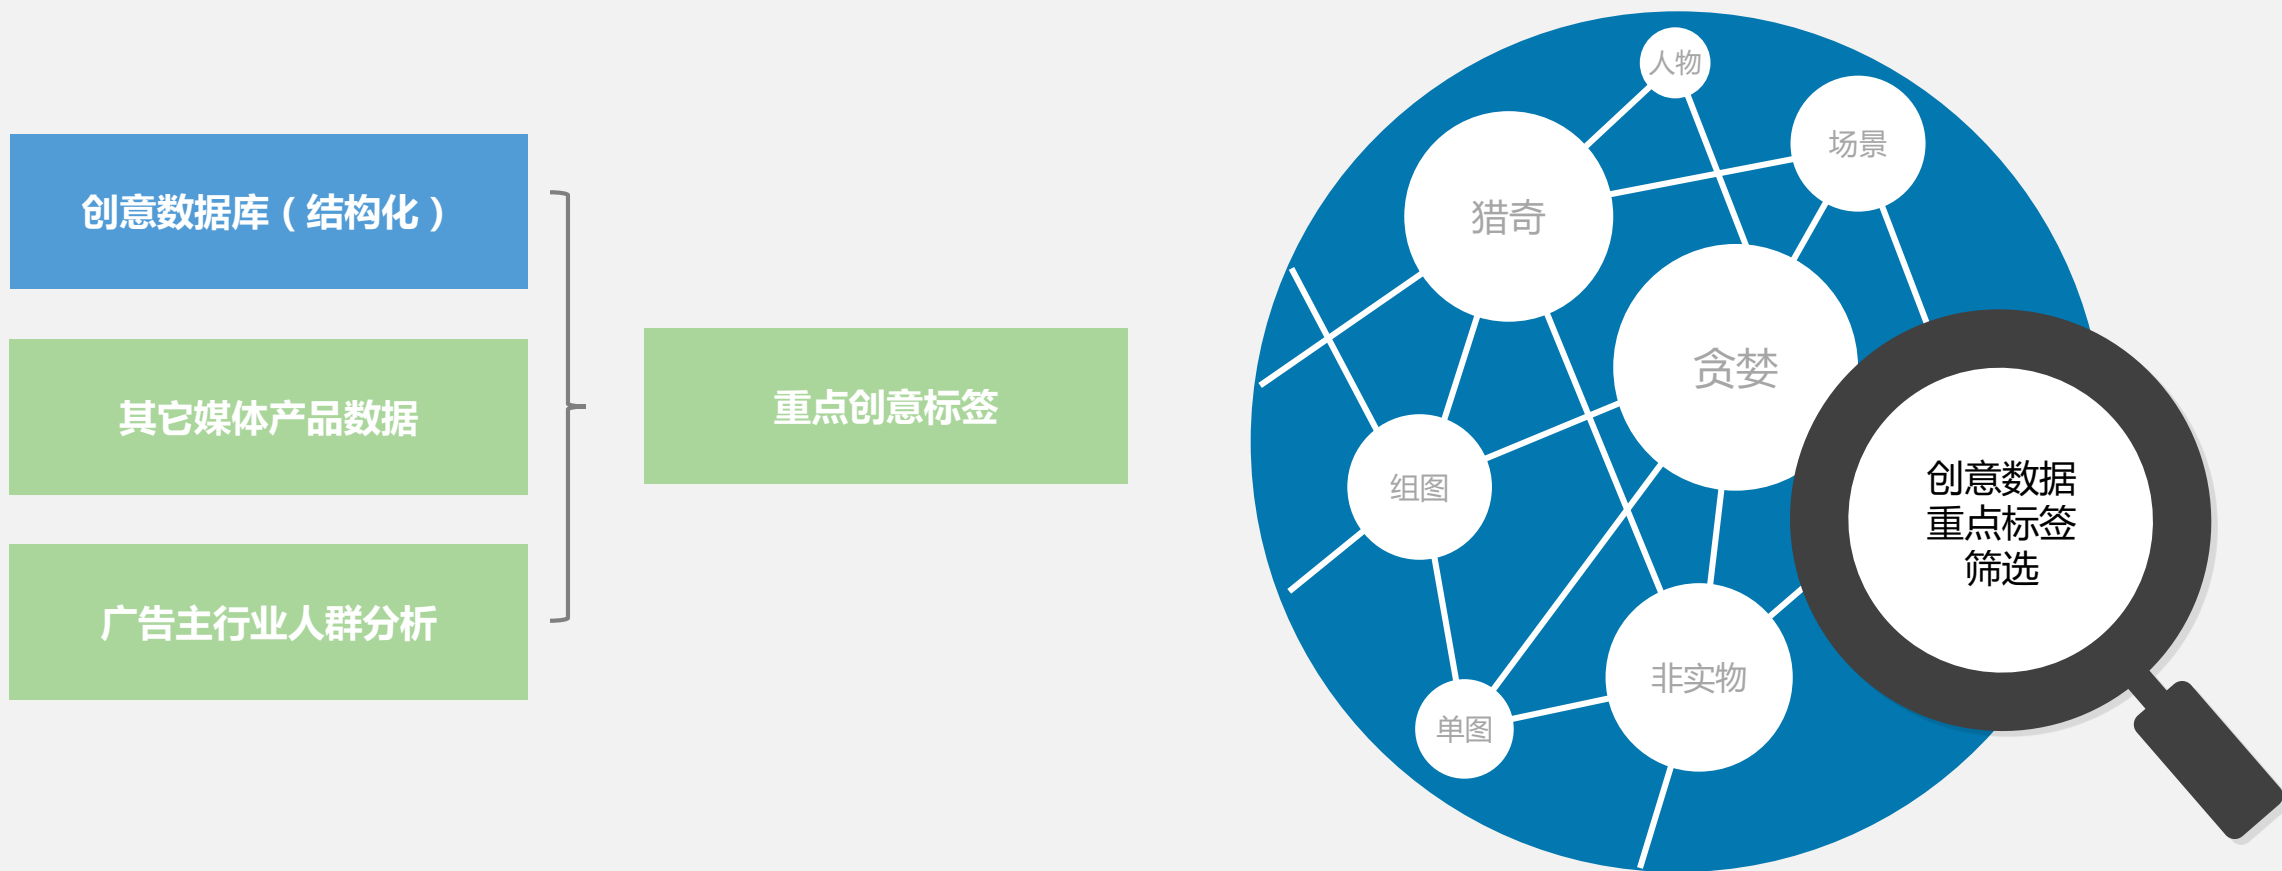 创意数据库（结构化）
其它媒体产品数据
广告主行业人群分析
重点创意标签
人物
场景
猎奇
贪婪
组图
非实物
单图
创意数据
重点标签
筛选